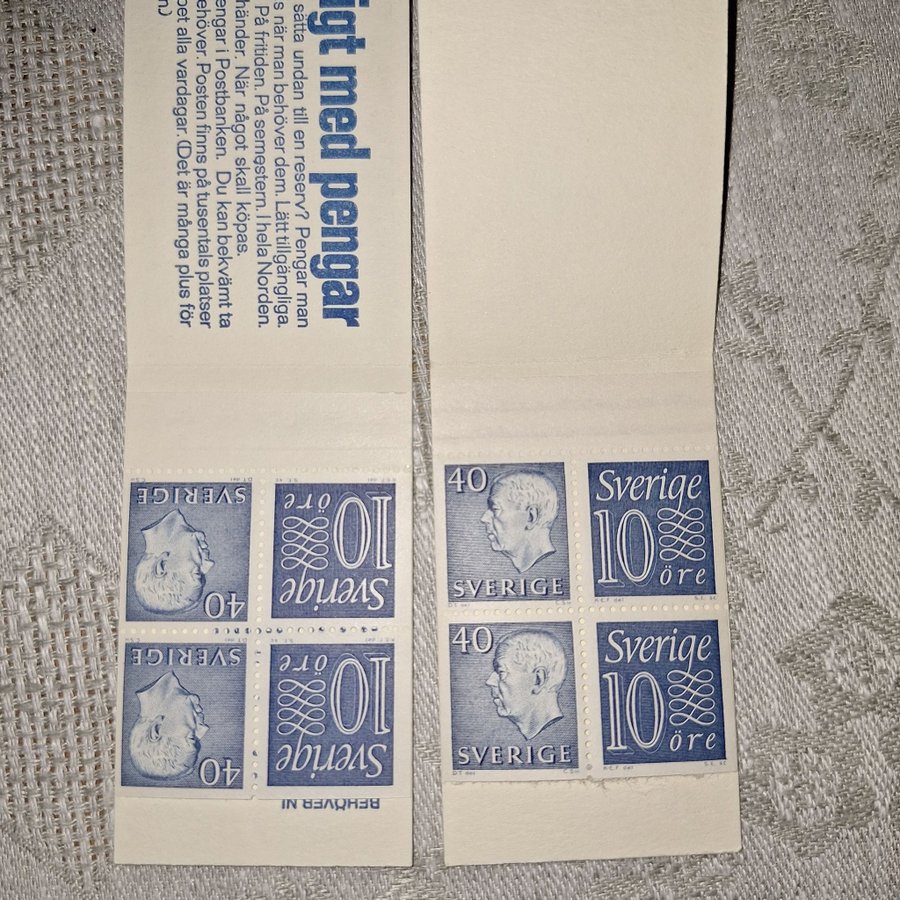 igt med pengar
sätta undan till en reserv? Pengar man
s när man behöver dem. Lätt tillgängliga.
På fritiden. På semestern. I hela Norden.
händer. När något skall köpas.
engar i Postbanken. Du kan bekvämt ta
ehöver. Posten finns på tusentals platser
pet alla vardagar. (Det är många plus för
n.)
SVERIGE
40
Sverige
10
öre
SVERIGE
40
Sverige
10
öre
BEHÖVER NI
40
SVERIGE
Sverige
10
öre
40
SVERIGE
Sverige
10
öre